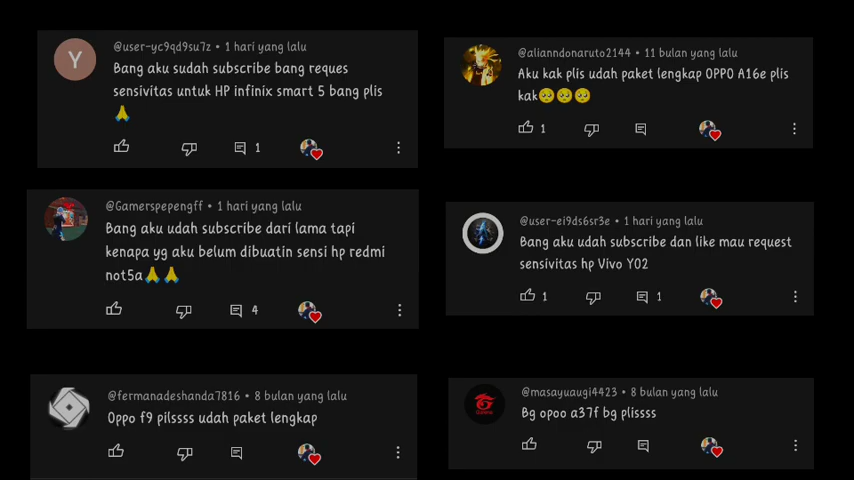 Y
@user-yc9qd9su7z • 1 hari yang lalu
Bang aku sudah subscribe bang reques
sensivitas untuk HP infinix smart 5 bang plis
🙏
1
@alianndonaruto2144 • 11 bulan yang lalu
Aku kak plis udah paket lengkap OPPO A16e plis
kak🥺🥺🥺
1
@Gamerspepengff • 1 hari yang lalu
Bang aku udah subscribe dari lama tapi
kenapa yg aku belum dibuatin sensi hp redmi
not5a🙏🙏
4
@user-ei9ds6sr3e • 1 hari yang lalu
Bang aku udah subscribe dan like mau request
sensivitas hp Vivo Y02
1 1
@fermanadeshanda7816 • 8 bulan yang lalu
Oppo f9 pilssss udah paket lengkap
@masayuaugi4423 • 8 bulan yang lalu
Bg opoo a37f bg plissss